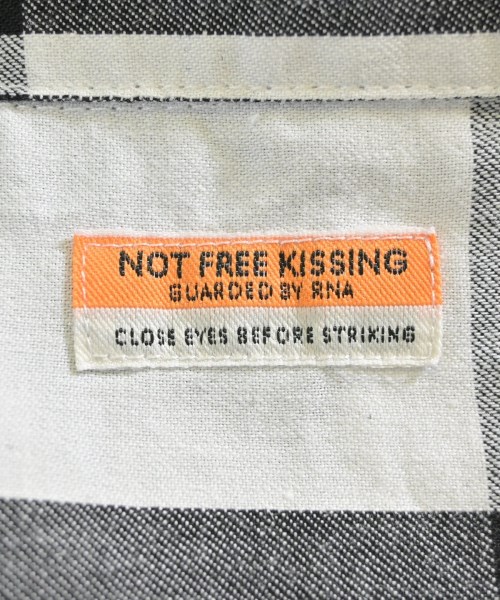 NOT FREE KISSING
GUARDED BY RNA
CLOSE EYES BEFORE STRIKING